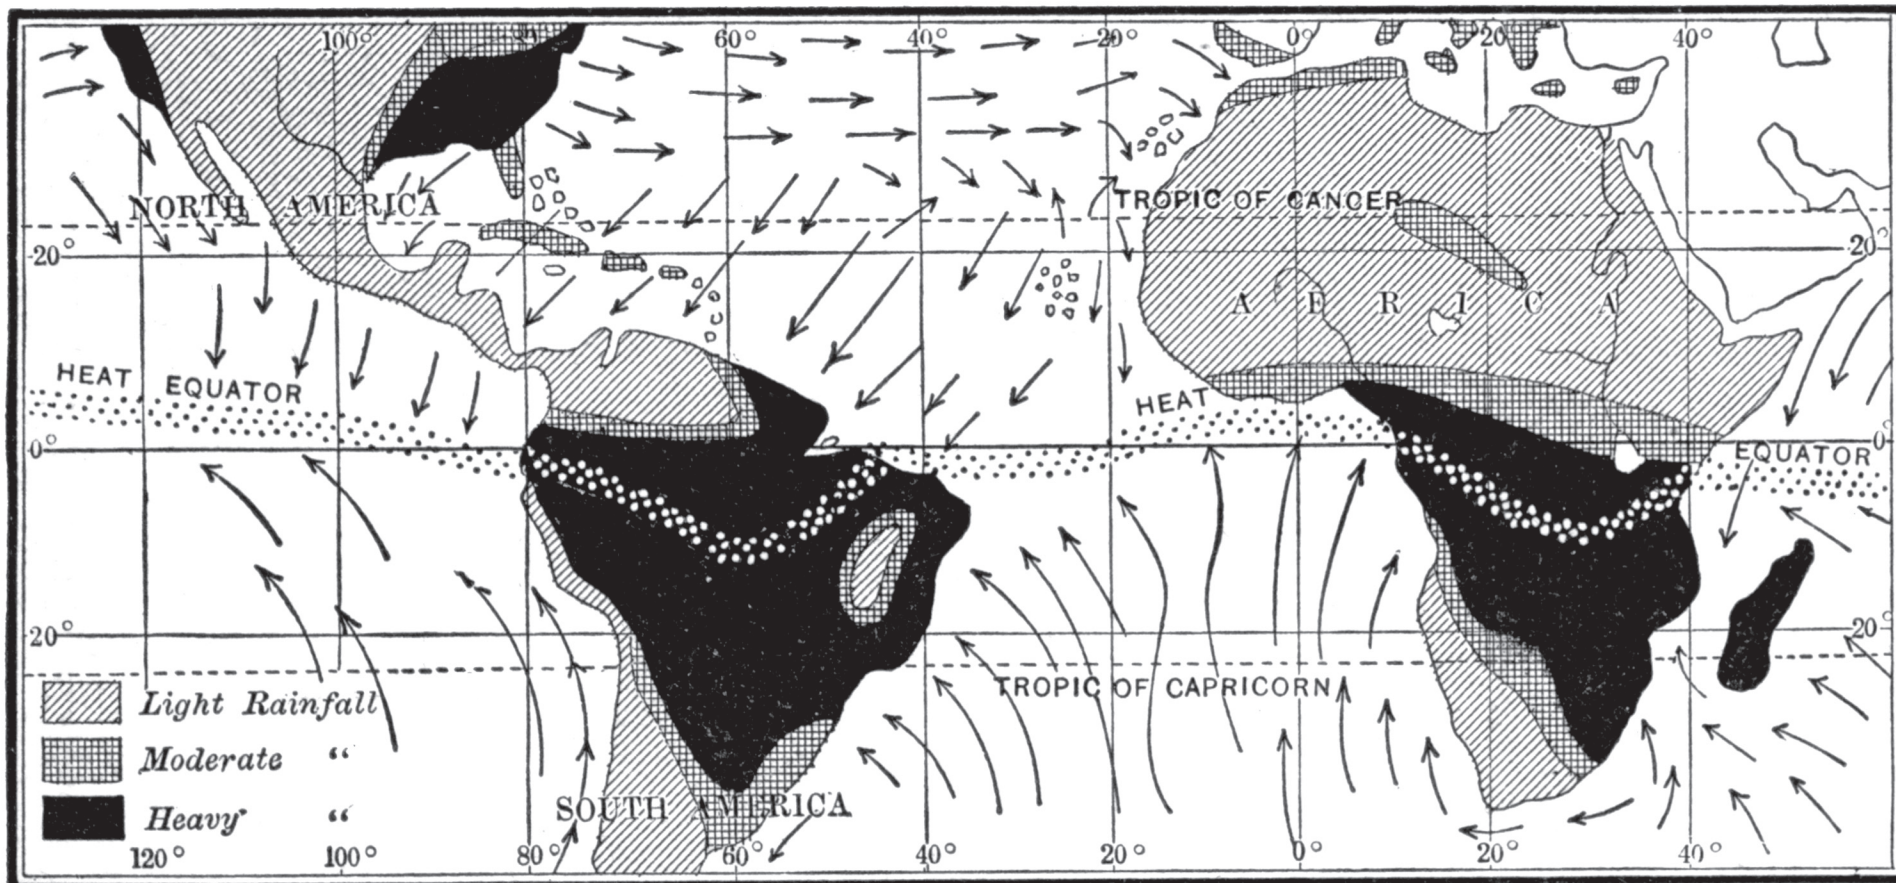 100° 80 60° 40° 20° 0° 20° 40°
NORTH AMERICA
TROPIC OF CANCER
20° 20°
A F R I C A
HEAT EQUATOR
HEAT
0° 0°
EQUATOR
20° 20°
TROPIC OF CAPRICORN
Light Rainfall
Moderate “
Heavy “
SOUTH AMERICA
120° 100° 80° 60° 40° 20° 0° 20° 40°